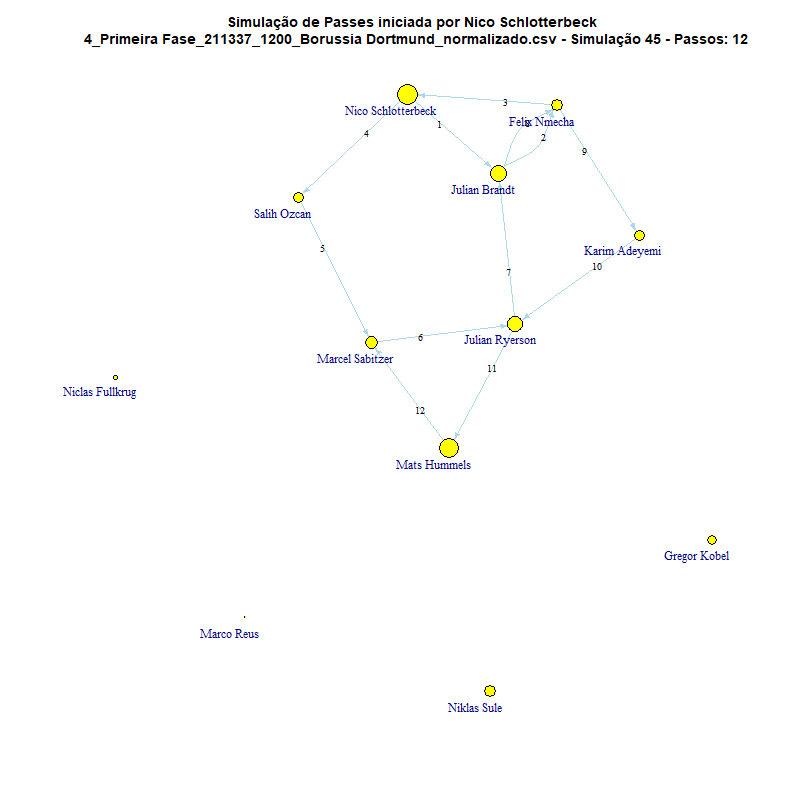 Simulação de Passes iniciada por Nico Schlotterbeck
4_Primeira Fase_211337_1200_Borussia Dortmund_normalizado.csv - Simulação 45 - Passos: 12
3
Nico Schlotterbeck
1
Felix Nmecha
4
2
9
Julian Brandt
Salih Ozcan
5
Karim Adeyemi
10
7
6
Julian Ryerson
Marcel Sabitzer
11
Niclas Fullkrug
12
Mats Hummels
Gregor Kobel
Marco Reus
Niklas Sule